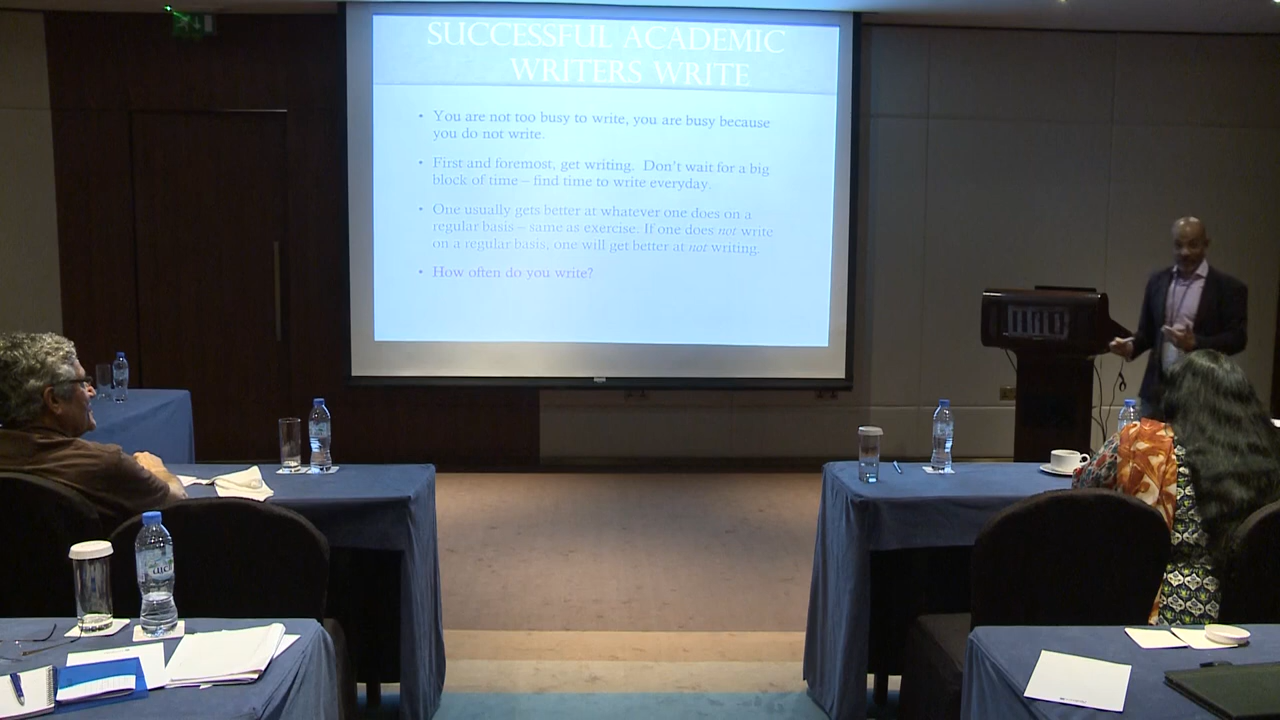 SUCCESSFUL ACADEMIC
WRITERS WRITE
• You are not too busy to write, you are busy because
you do not write.
• First and foremost, get writing. Don't wait for a big
block of time – find time to write everyday.
• One usually gets better at whatever one does on a
regular basis – same as exercise. If one does not write
on a regular basis, one will get better at not writing.
• How often do you write?